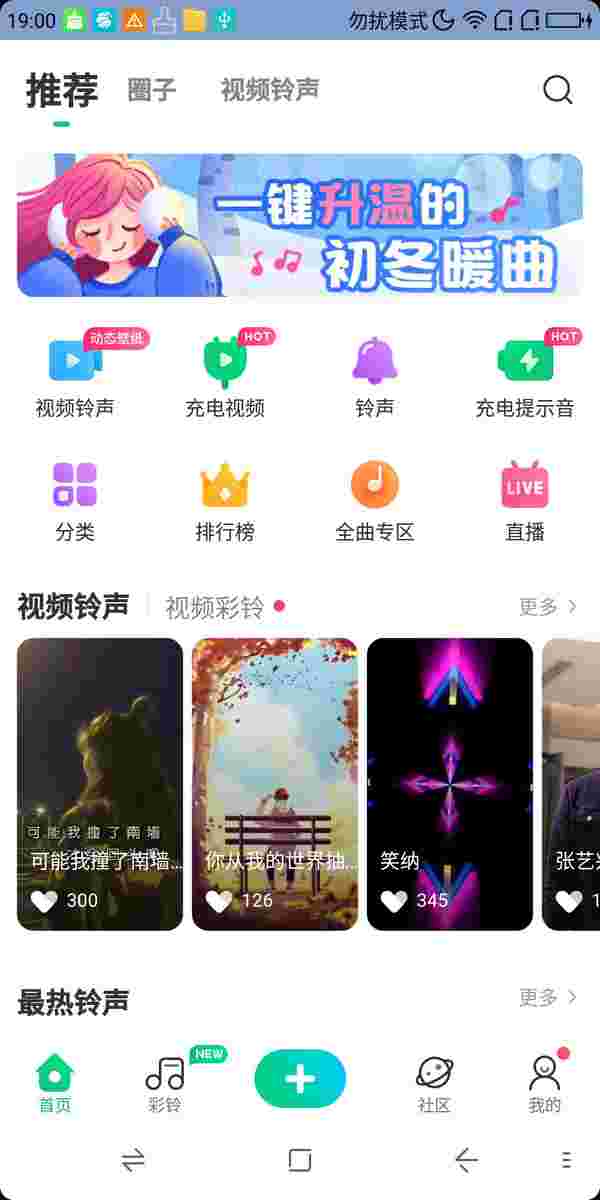 19:00 勿扰模式
推荐 圈子 视频铃声
一键升温的
初冬暖曲
动态壁纸 HOT HOT
视频铃声 充电视频 铃声 充电提示音
LIVE
分类 排行榜 全曲专区 直播
视频铃声 视频彩铃 更多
可能我撞了南墙
可能我撞了南墙... 你从我的世界抽... 笑纳 张艺
300 126 345 1
最热铃声 更多
NEW
首页 彩铃 社区 我的